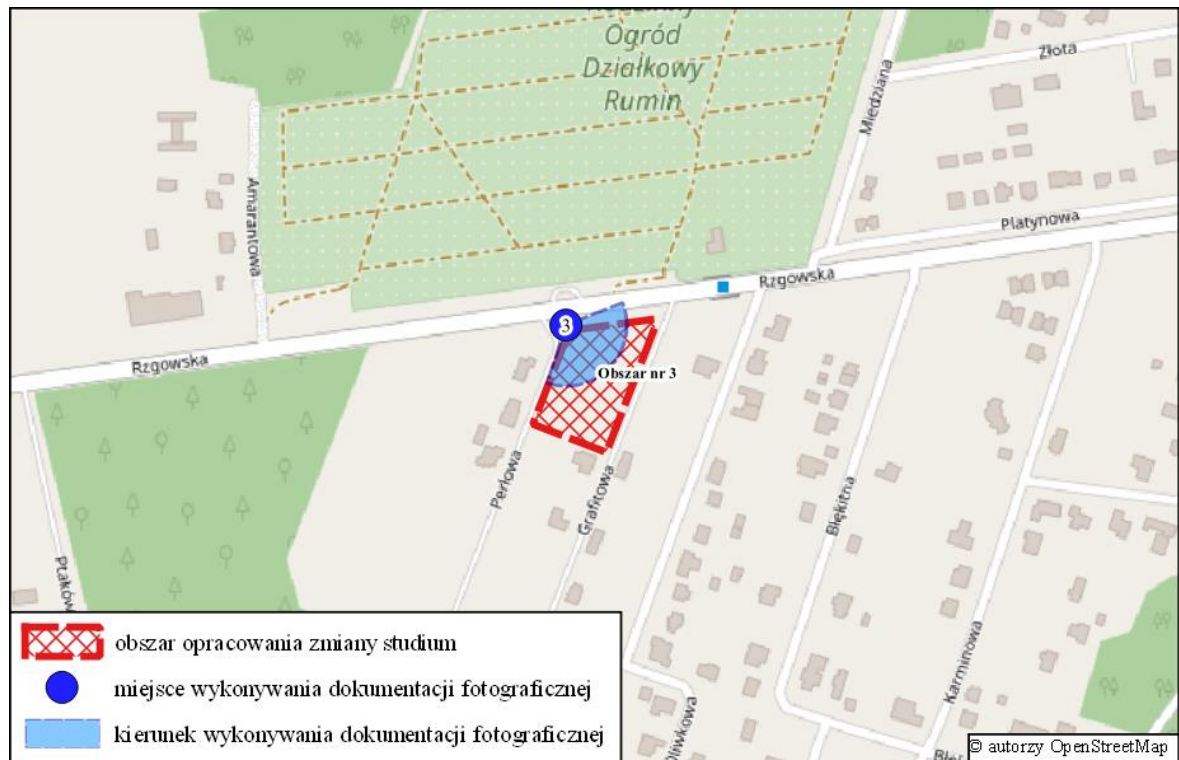 Rodzinny
Ogród
Działkowy
Rumin
Złota
Miedziana
Amarantowa
Platynowa
Rzgowska
3
Rzgowska
Obszar nr 3
Perłowa
Grafitowa
Błękitna
Karminowa
Oliwkowa
obszar opracowania zmiany studium
miejsce wykonywania dokumentacji fotograficznej
kierunek wykonywania dokumentacji fotograficznej
© autorzy OpenStreetMap